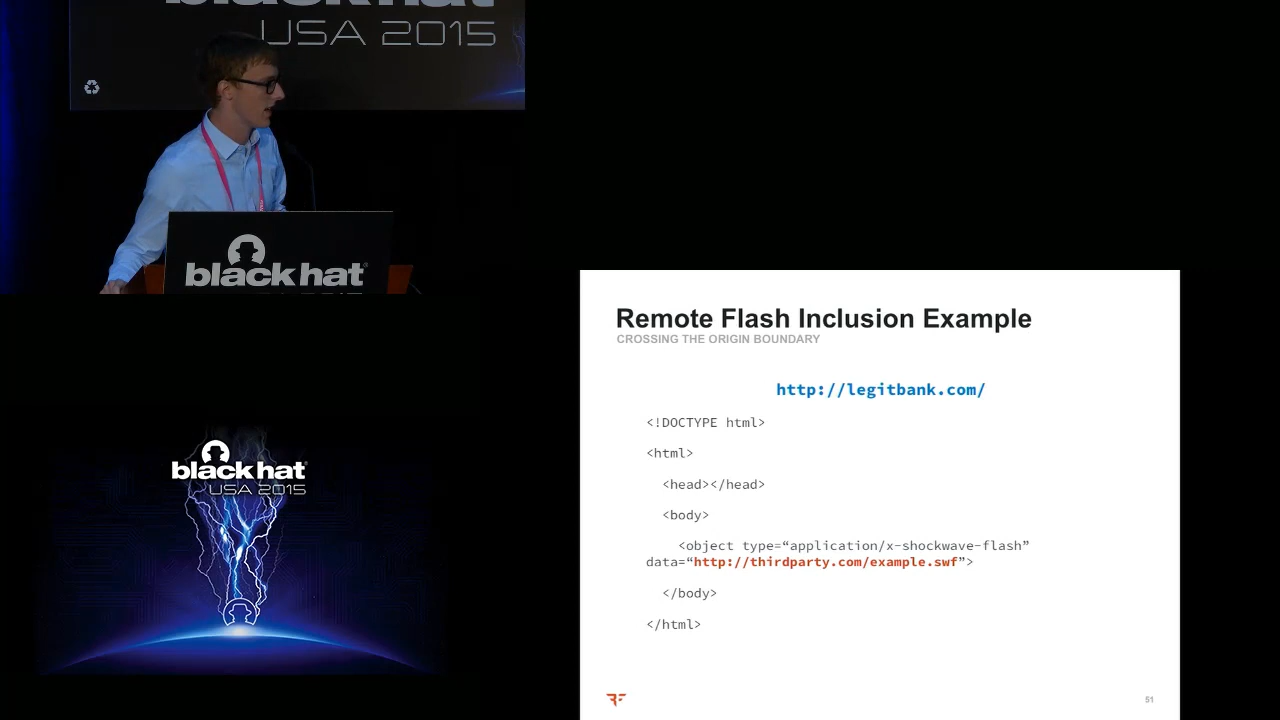 black hat
USA 2015
black hat
Remote Flash Inclusion Example
CROSSING THE ORIGIN BOUNDARY
http://legitbank.com/
<!DOCTYPE html>
<html>
<head></head>
<body>
<object type=“application/x-shockwave-flash”
data=“http://thirdparty.com/example.swf”>
</body>
</html>
51
black hat
USA 2015